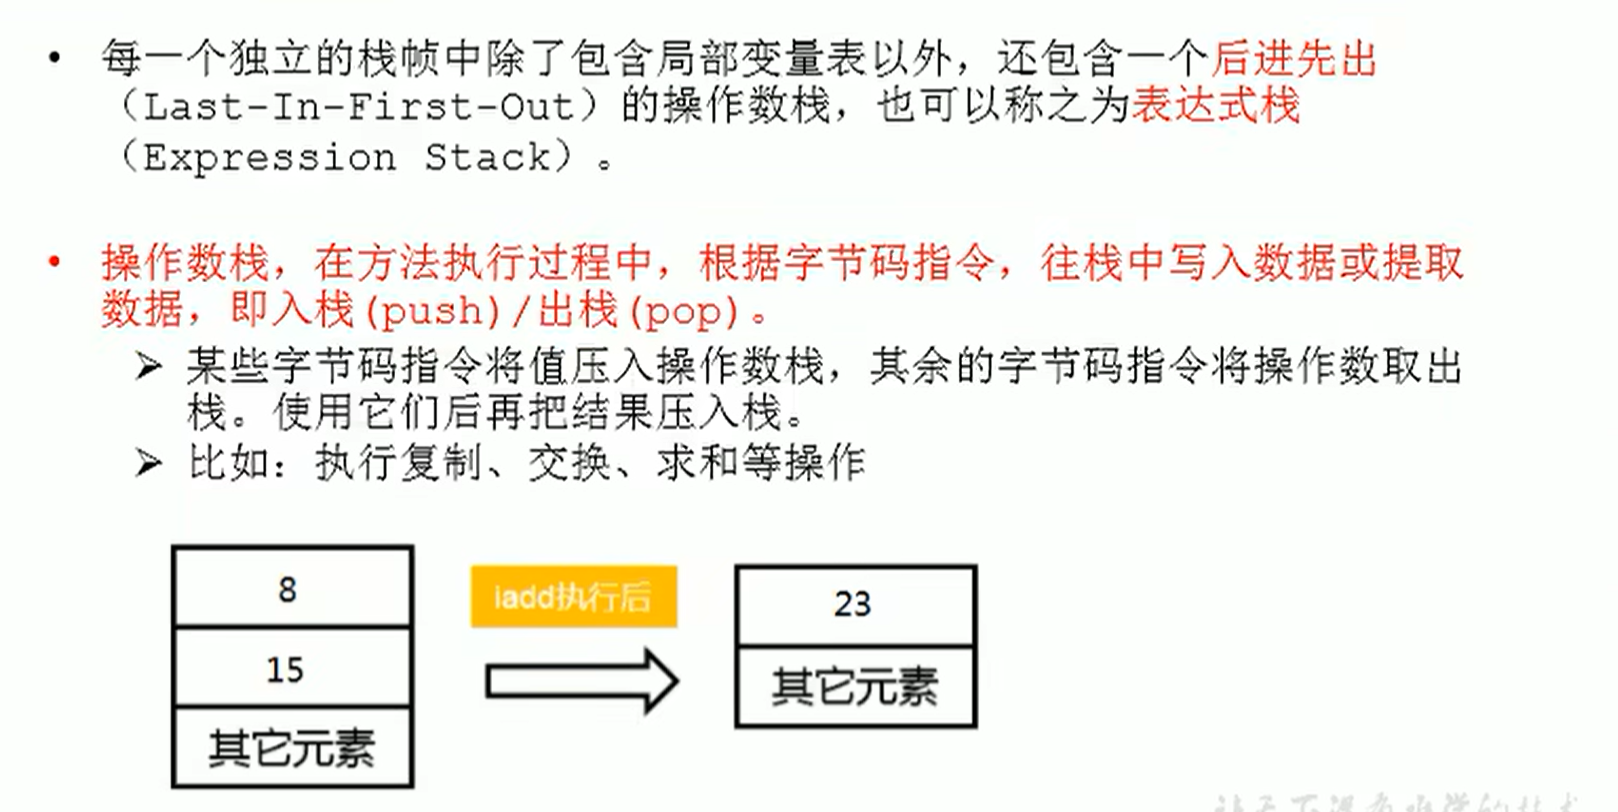 • 每一个独立的栈帧中除了包含局部变量表以外，还包含一个后进先出
（Last-In-First-Out）的操作数栈，也可以称之为表达式栈
（Expression Stack）。
• 操作数栈，在方法执行过程中，根据字节码指令，往栈中写入数据或提取
数据，即入栈(push)/出栈(pop)。
➢ 某些字节码指令将值压入操作数栈，其余的字节码指令将操作数取出
栈。使用它们后再把结果压入栈。
➢ 比如：执行复制、交换、求和等操作
8
15
其它元素
iadd执行后
23
其它元素